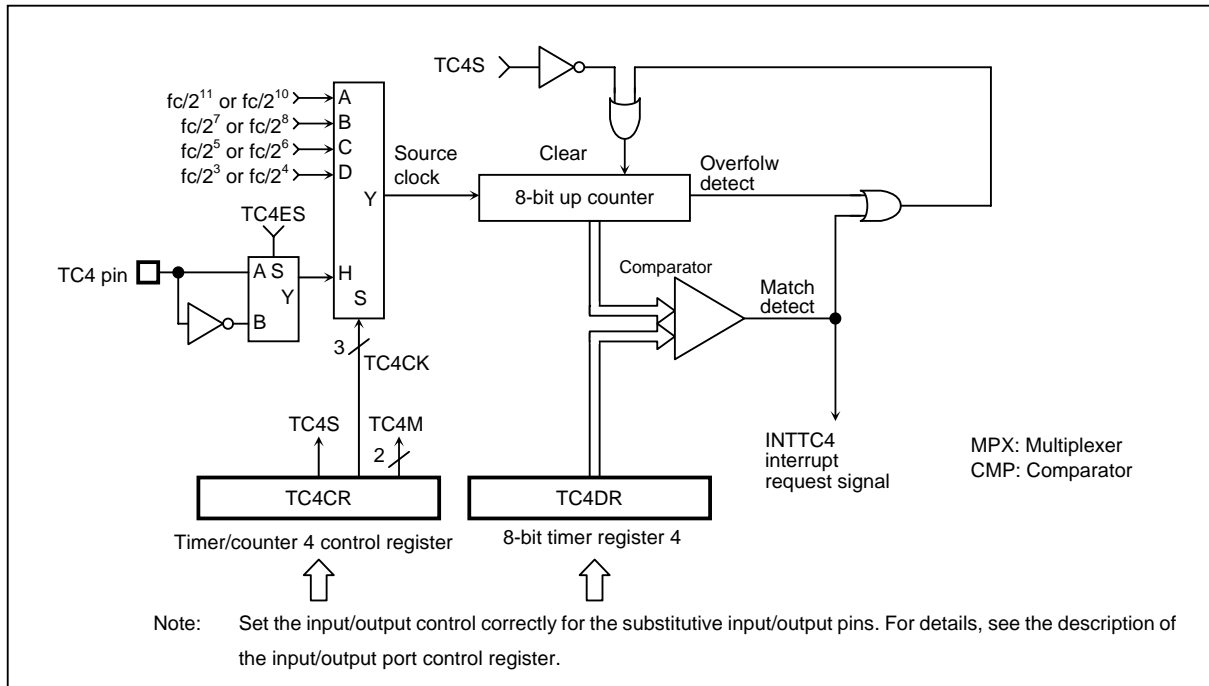 TC4S
fc/2^11 or fc/2^10
A
fc/2^7 or fc/2^8
B
fc/2^5 or fc/2^6
C
fc/2^3 or fc/2^4
D
Source
clock
Y
Clear
8-bit up counter
Overfolw
detect
TC4ES
TC4 pin
A S
Y
B
H
S
Comparator
Match
detect
3
TC4CK
TC4S
TC4M
2
INTTC4
interrupt
request signal
MPX: Multiplexer
CMP: Comparator
TC4CR
TC4DR
Timer/counter 4 control register
8-bit timer register 4
Note: Set the input/output control correctly for the substitutive input/output pins. For details, see the description of
the input/output port control register.